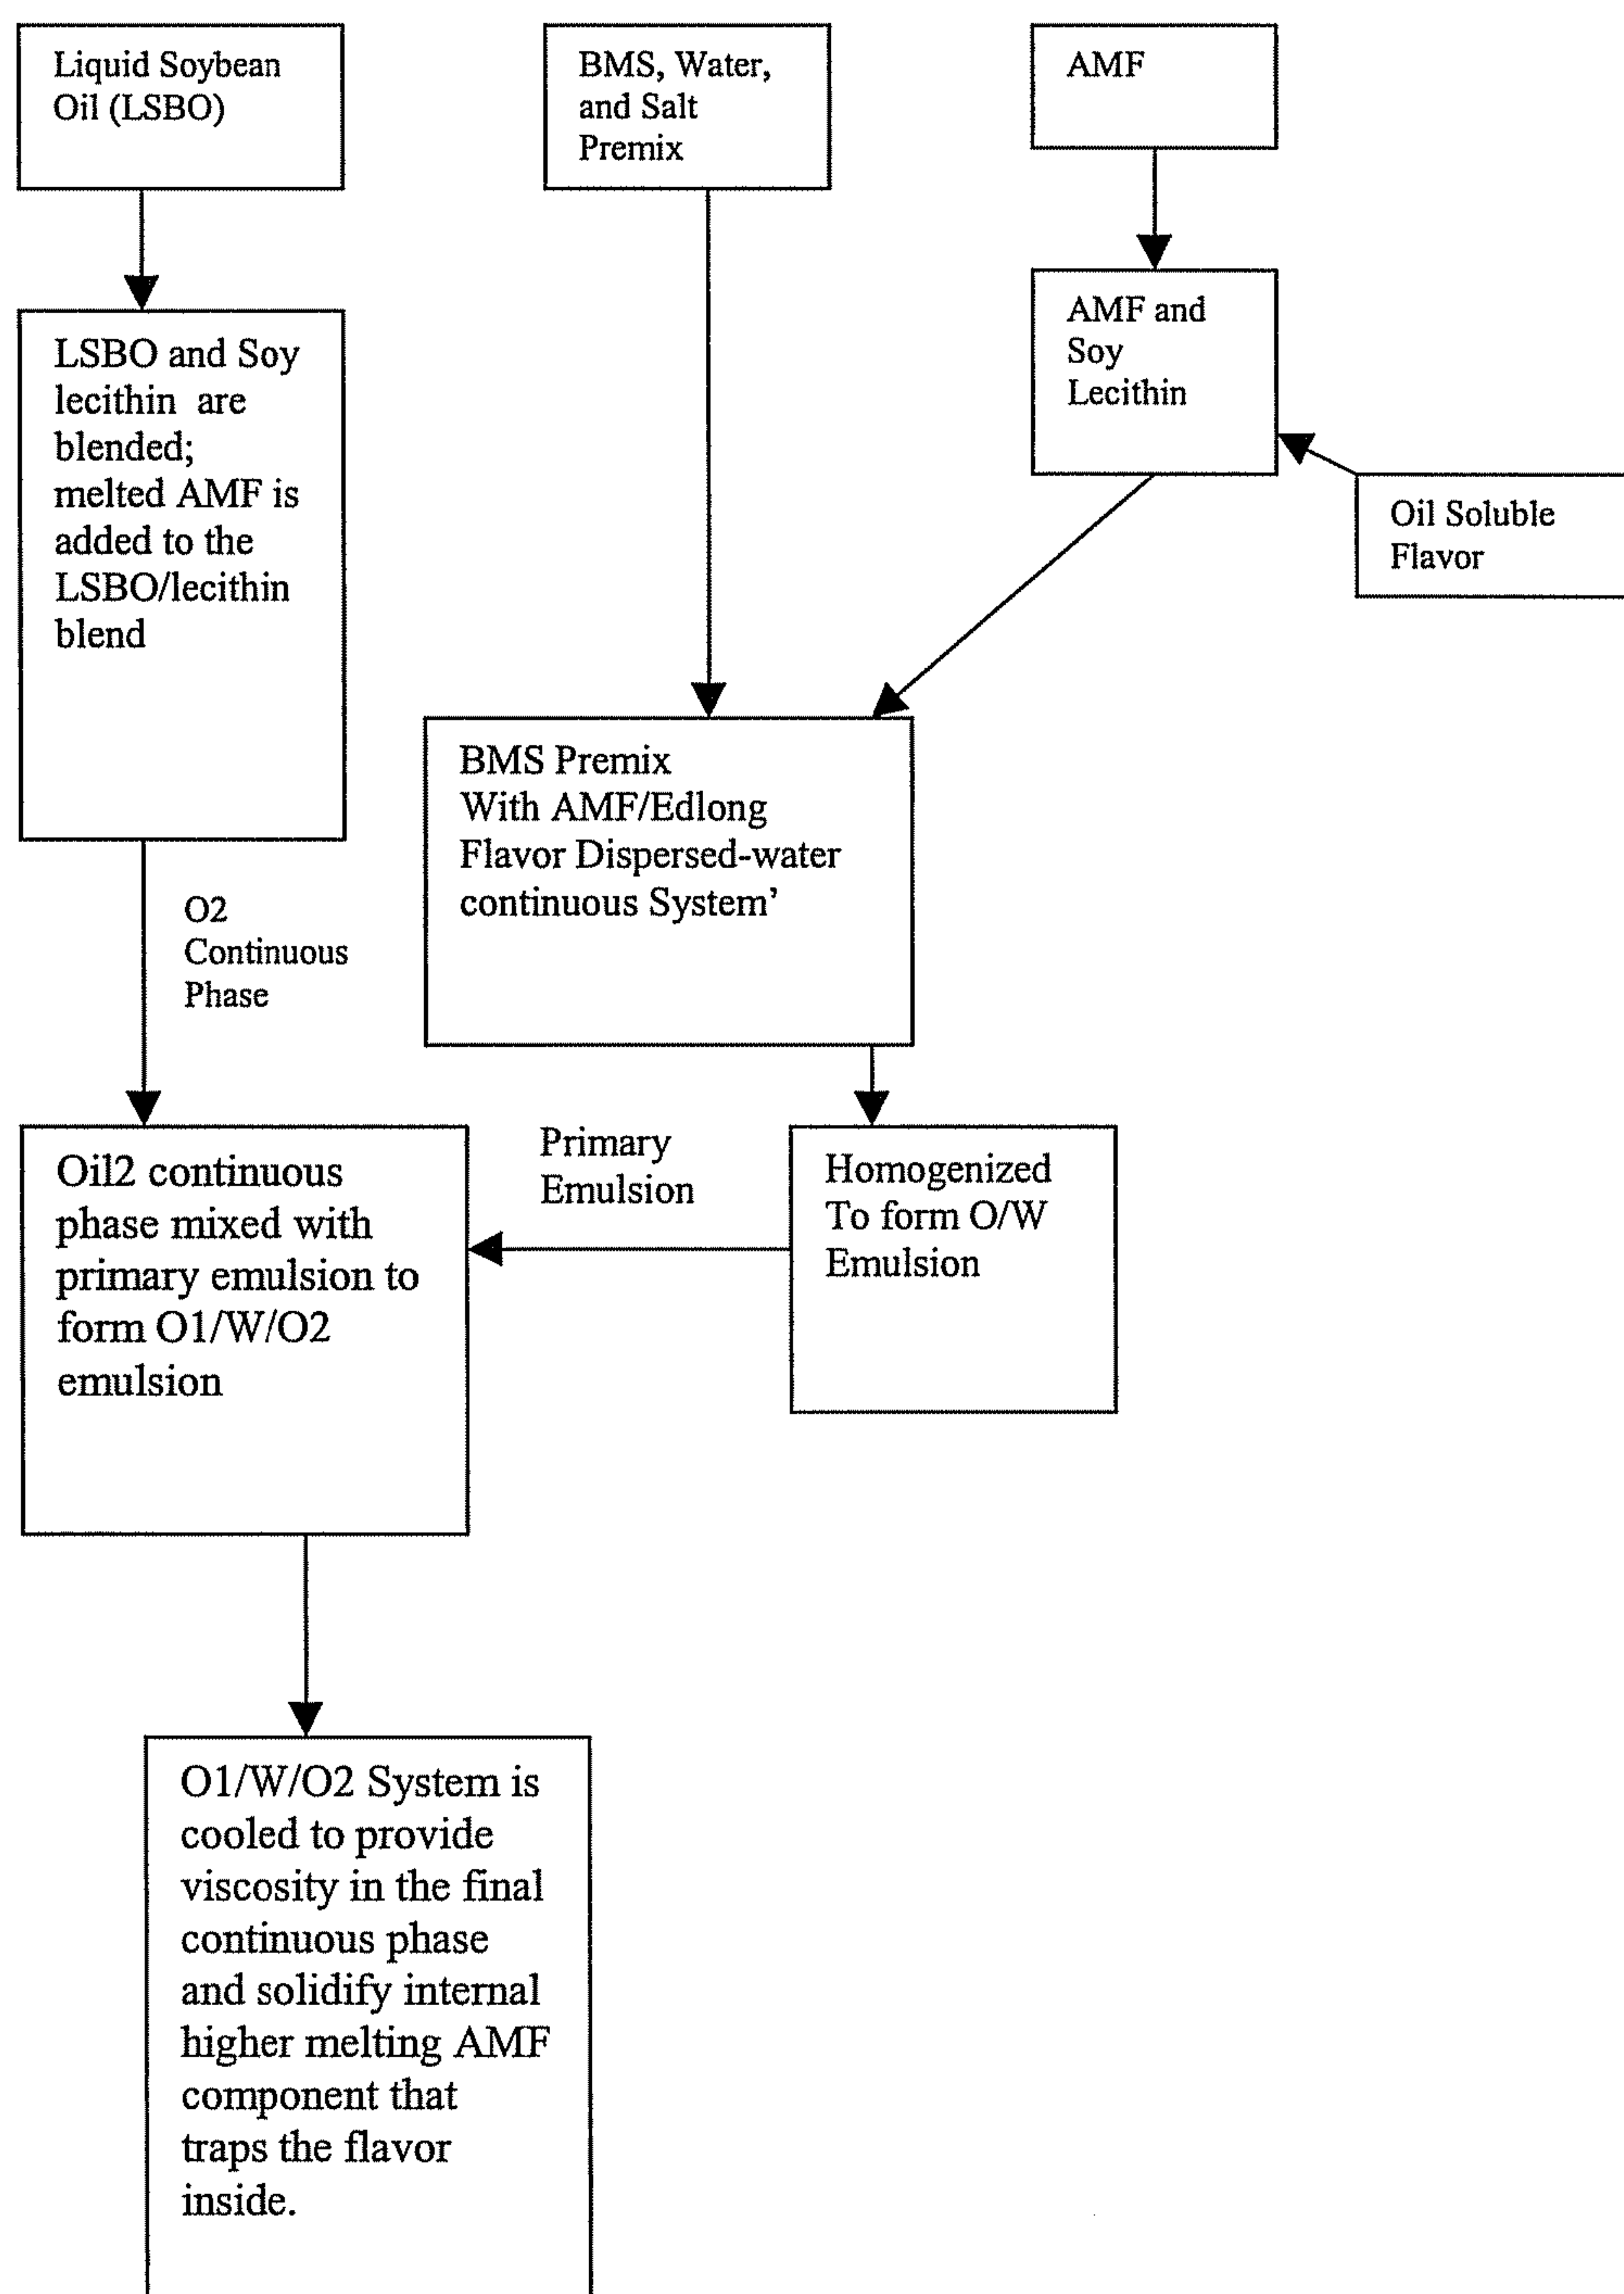 Liquid Soybean
Oil (LSBO)
BMS, Water,
and Salt
Premix
AMF
LSBO and Soy
lecithin are
blended;
melted AMF is
added to the
LSBO/lecithin
blend
AMF and
Soy
Lecithin
Oil Soluble
Flavor
BMS Premix
With AMF/Edlong
Flavor Dispersed-water
continuous System’
O2
Continuous
Phase
Oil2 continuous
phase mixed with
primary emulsion to
form O1/W/O2
emulsion
Primary
Emulsion
Homogenized
To form O/W
Emulsion
O1/W/O2 System is
cooled to provide
viscosity in the final
continuous phase
and solidify internal
higher melting AMF
component that
traps the flavor
inside.